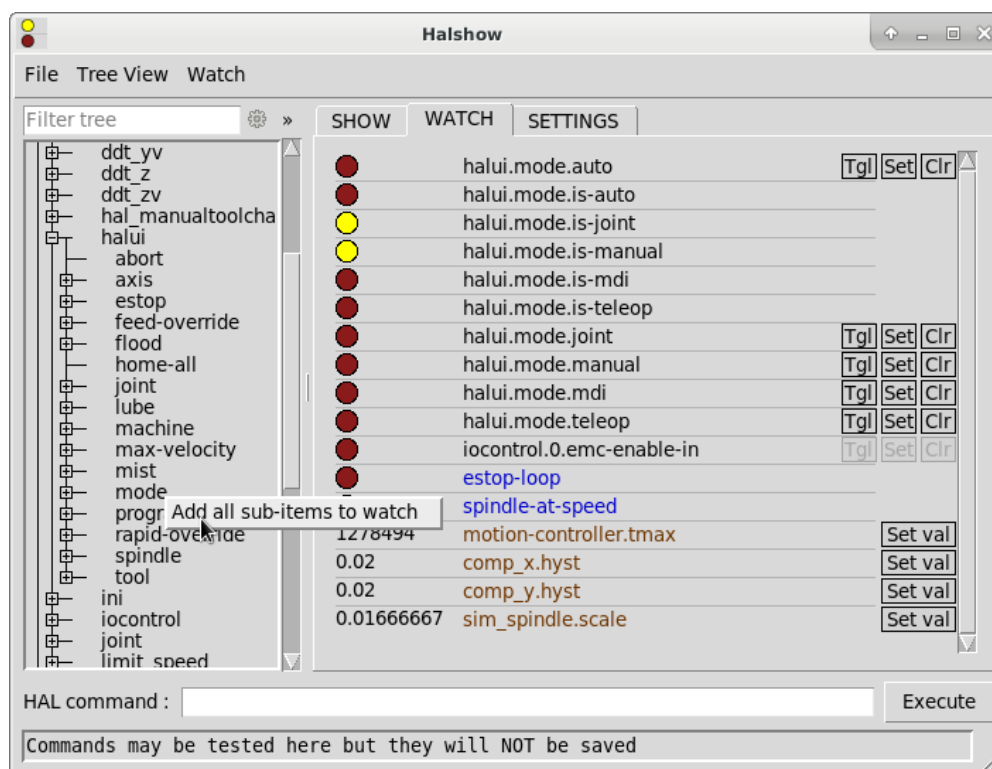 Halshow
File Tree View Watch
Filter tree »
SHOW WATCH SETTINGS
ddt_yv
ddt_z
ddt_zv
hal_manualtoolcha
halui
abort
axis
estop
feed-override
flood
home-all
joint
lube
machine
max-velocity
mist
mode
Add all sub-items to watch
rapid-override
spindle
tool
ini
iocontrol
joint
limit_speed
halui.mode.auto Tgl Set Clr
halui.mode.is-auto
halui.mode.is-joint
halui.mode.is-manual
halui.mode.is-mdi
halui.mode.is-teleop
halui.mode.joint Tgl Set Clr
halui.mode.manual Tgl Set Clr
halui.mode.mdi Tgl Set Clr
halui.mode.teleop Tgl Set Clr
iocontrol.0.emc-enable-in Tgl Set Clr
estop-loop
spindle-at-speed
1278494 motion-controller.tmax Set val
0.02 comp_x.hyst Set val
0.02 comp_y.hyst Set val
0.01666667 sim_spindle.scale Set val
HAL command : Execute
Commands may be tested here but they will NOT be saved